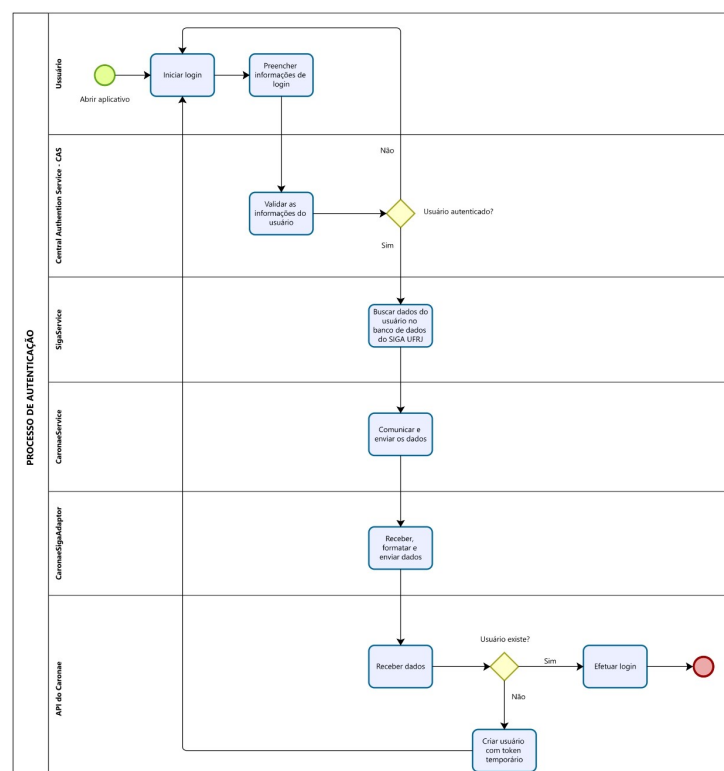 PROCESSO DE AUTENTICAÇÃO
Usuário
Abrir aplicativo
Iniciar login
Preencher
informações de
login
Central Authention Service - CAS
Validar as
informações do
usuário
Não
Usuário autenticado?
Sim
SigaService
Buscar dados do
usuário no
banco de dados
do SIGA UFRJ
CaronaeService
Comunicar e
enviar os dados
CaronaeSigaAdaptor
Receber,
formatar e
enviar dados
API do Caronae
Receber dados
Usuário existe?
Sim
Não
Efetuar login
Criar usuário
com token
temporário